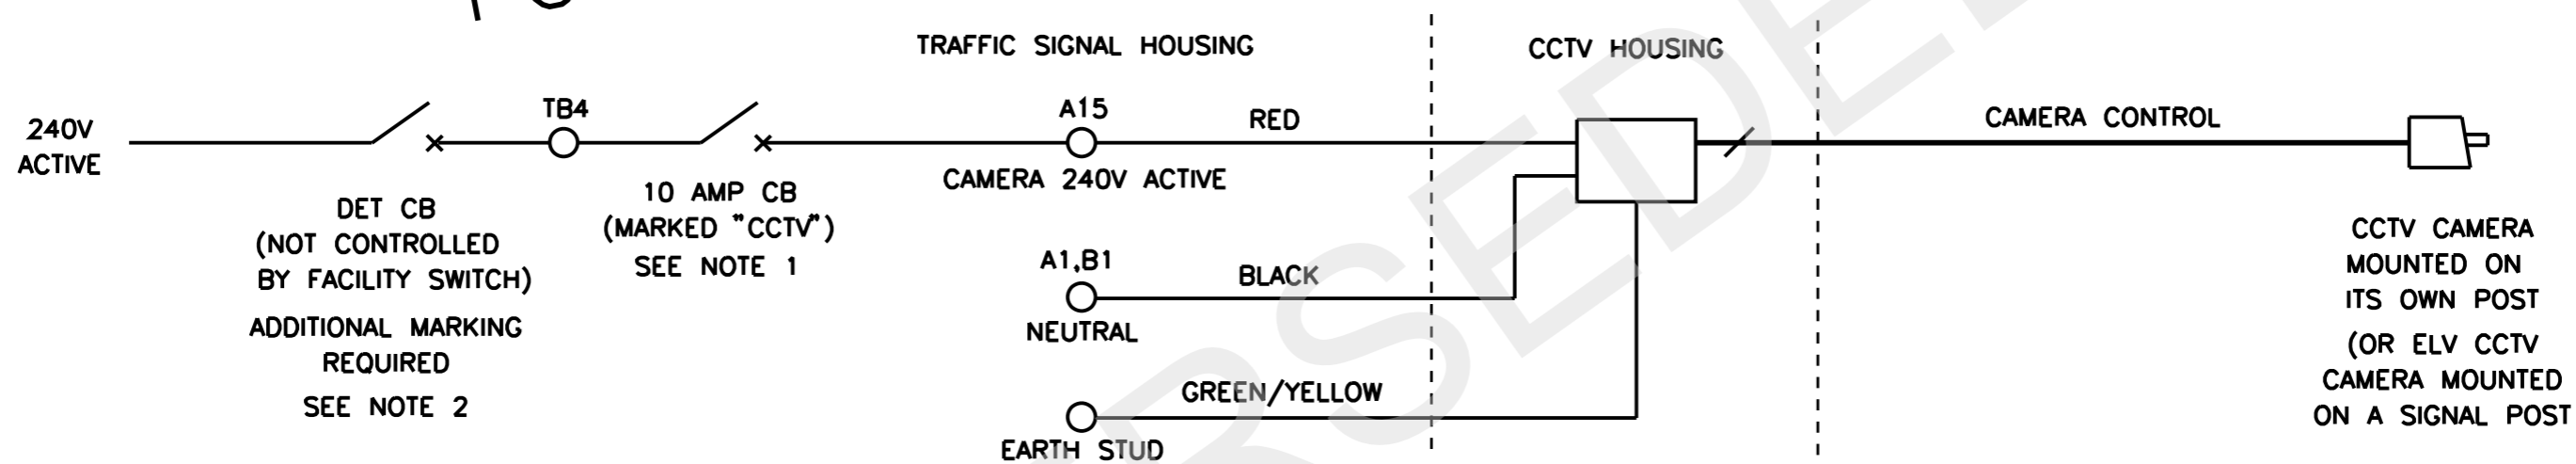 TRAFFIC SIGNAL HOUSING
CCTV HOUSING
240V
ACTIVE
TB4
A15
RED
CAMERA CONTROL
CAMERA 240V ACTIVE
DET CB
(NOT CONTROLLED
BY FACILITY SWITCH)
ADDITIONAL MARKING
REQUIRED
SEE NOTE 2
10 AMP CB
(MARKED "CCTV")
SEE NOTE 1
A1,B1
BLACK
NEUTRAL
GREEN/YELLOW
EARTH STUD
CCTV CAMERA
MOUNTED ON
ITS OWN POST
(OR ELV CCTV
CAMERA MOUNTED
ON A SIGNAL POST